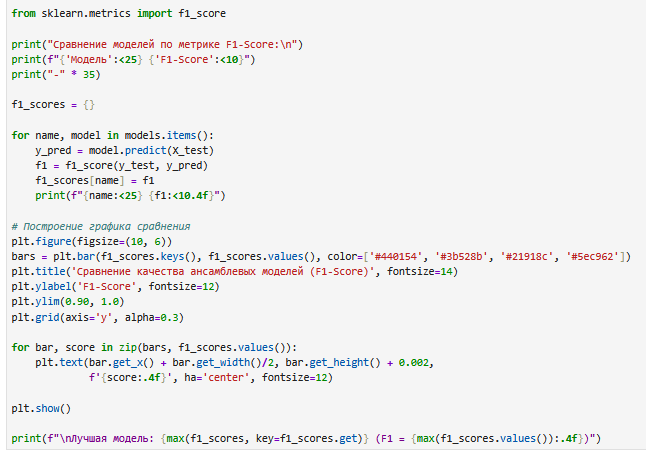 from sklearn.metrics import f1_score
print("Сравнение моделей по метрике F1-Score:\n")
print(f"{'Модель':<25} {'F1-Score':<10}")
print("-" * 35)
f1_scores = {}
for name, model in models.items():
    y_pred = model.predict(X_test)
    f1 = f1_score(y_test, y_pred)
    f1_scores[name] = f1
    print(f"{name:<25} {f1:<10.4f}")
# Построение графика сравнения
plt.figure(figsize=(10, 6))
bars = plt.bar(f1_scores.keys(), f1_scores.values(), color=['#440154', '#3b528b', '#21918c', '#5ec962'])
plt.title('Сравнение качества ансамблевых моделей (F1-Score)', fontsize=14)
plt.ylabel('F1-Score', fontsize=12)
plt.ylim(0.90, 1.0)
plt.grid(axis='y', alpha=0.3)
for bar, score in zip(bars, f1_scores.values()):
    plt.text(bar.get_x() + bar.get_width()/2, bar.get_height() + 0.002,
            f'{score:.4f}', ha='center', fontsize=12)
plt.show()
print(f"\nЛучшая модель: {max(f1_scores, key=f1_scores.get)} (F1 = {max(f1_scores.values()):.4f})")